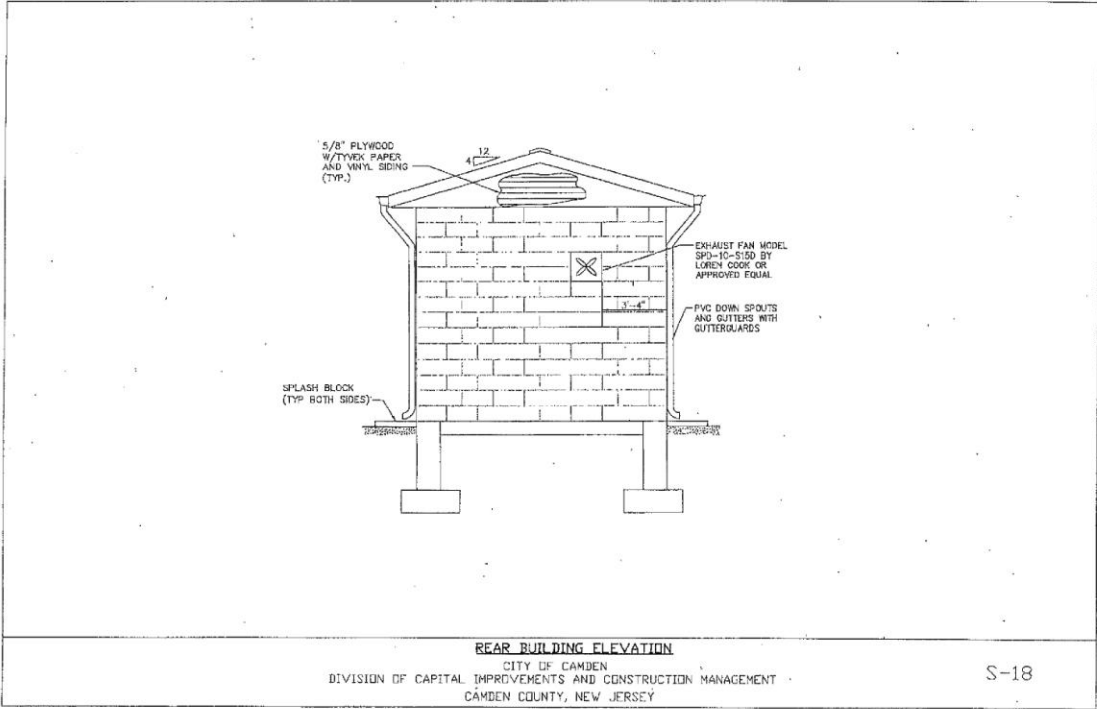 5/8" PLYWOOD
W/TYVEK PAPER
AND VINYL SIDING
(TYP.)
12
4
EXHAUST FAN MODEL
SPD-10-S15D BY
LOREN COOK OR
APPROVED EQUAL
3'-4"
PVC DOWN SPOUTS
AND GUTTERS WITH
GUTTERGUARDS
SPLASH BLOCK
(TYP BOTH SIDES)
REAR BUILDING ELEVATION
CITY OF CAMDEN
DIVISION OF CAPITAL IMPROVEMENTS AND CONSTRUCTION MANAGEMENT
CAMDEN COUNTY, NEW JERSEY
S-18